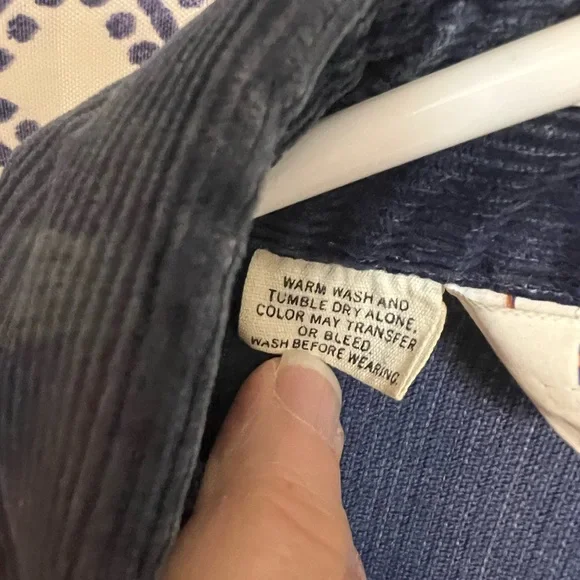 WARM WASH AND
TUMBLE DRY ALONE.
COLOR MAY TRANSFER
OR BLEED
WASH BEFORE WEARING.